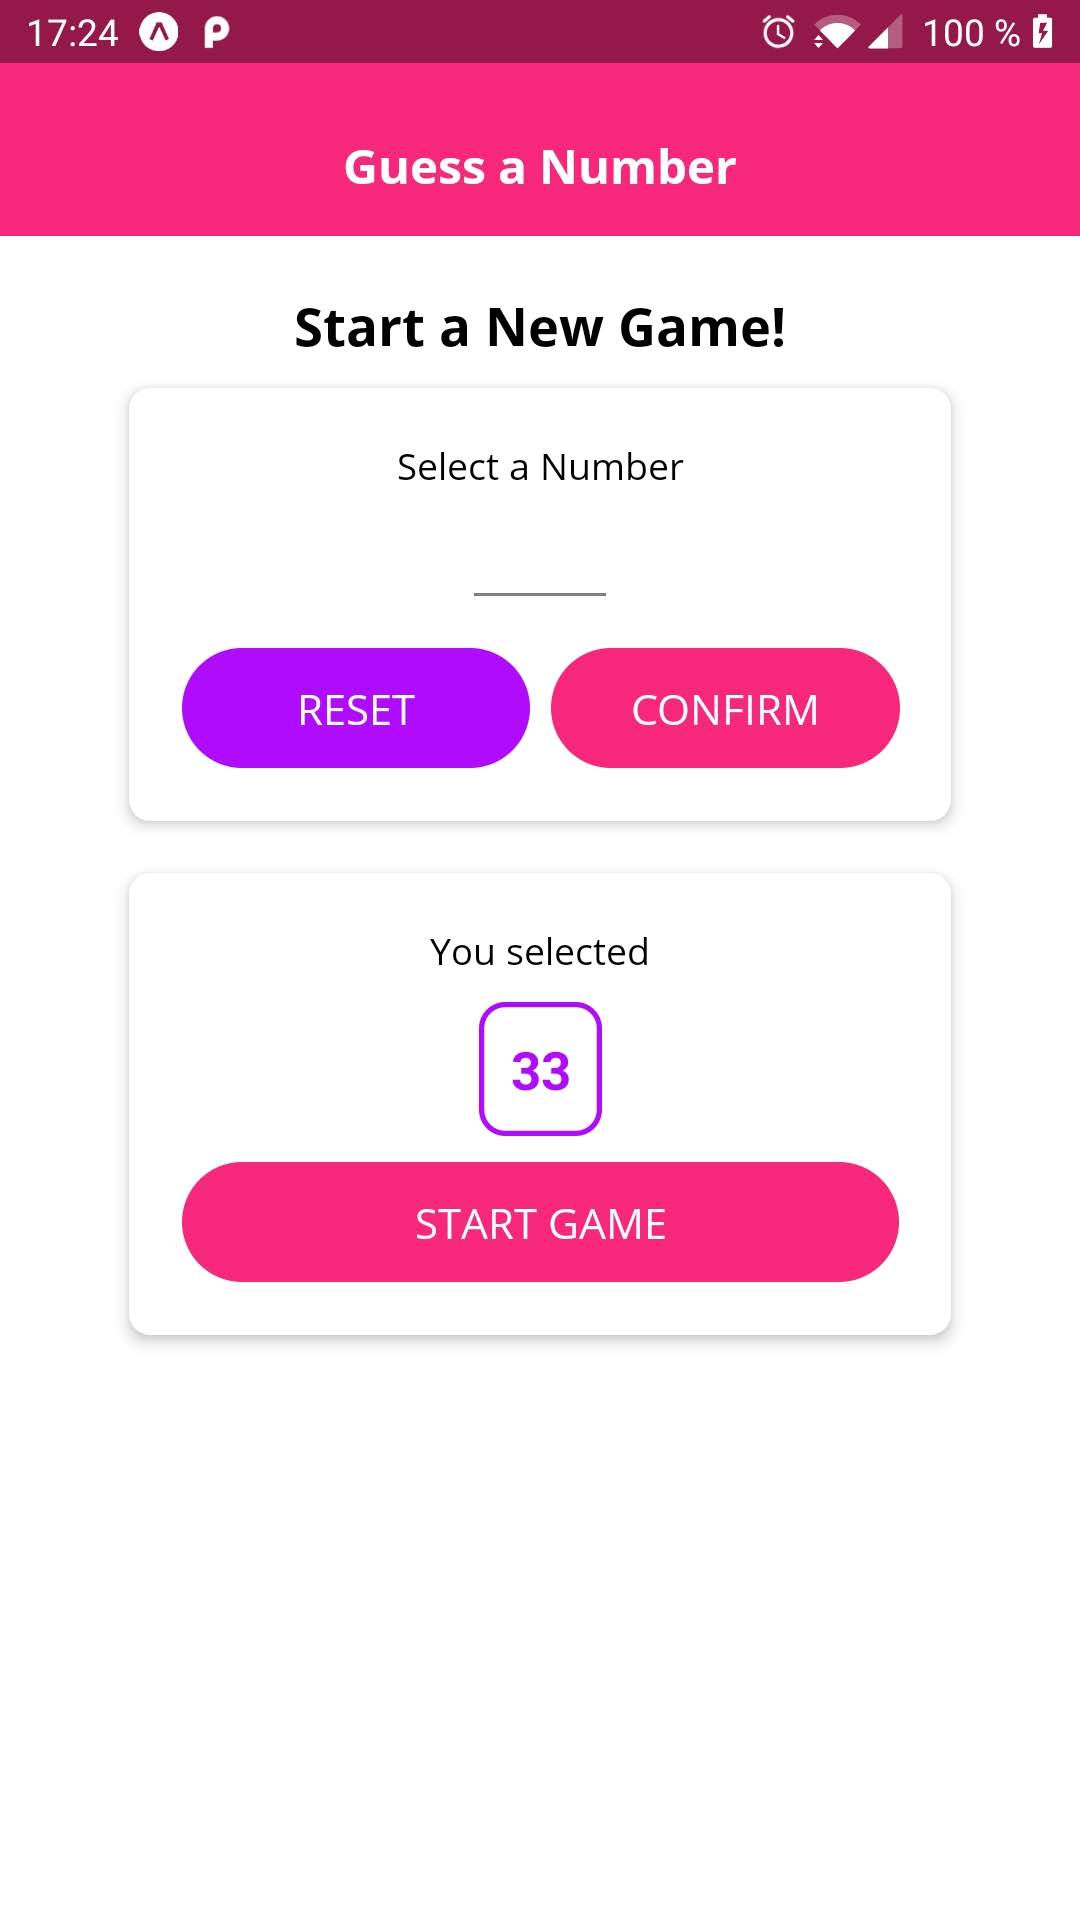 17:24 100 %
Guess a Number
Start a New Game!
Select a Number
RESET CONFIRM
You selected
33
START GAME